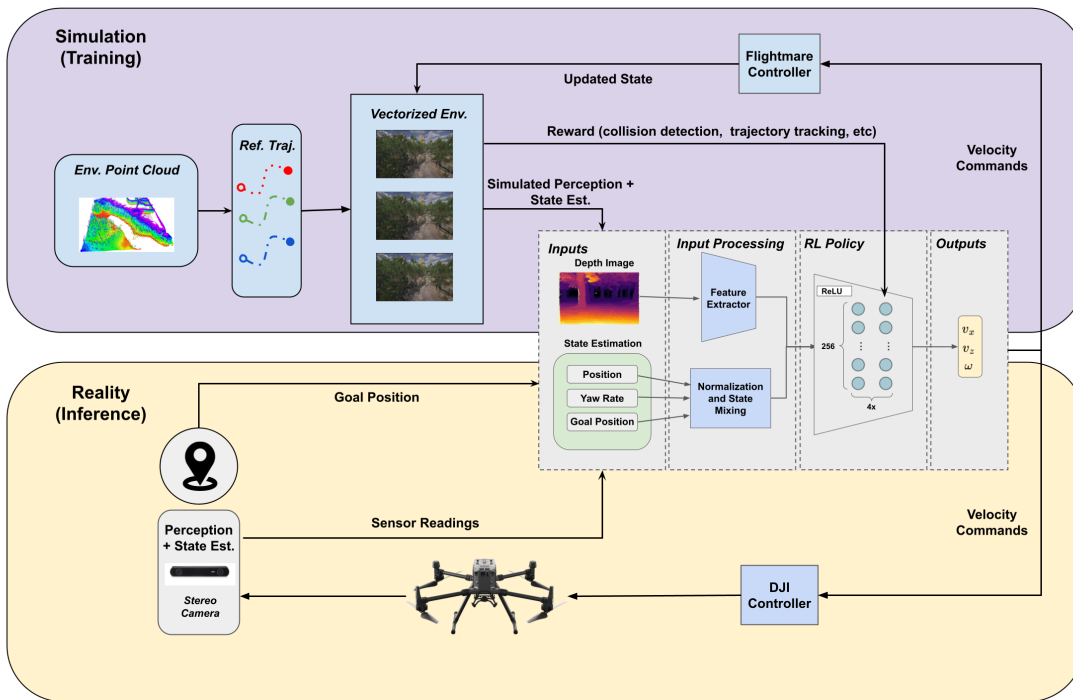 Simulation
(Training)
Flightmare
Controller
Updated State
Vectorized Env.
Reward (collision detection, trajectory tracking, etc)
Ref. Traj.
Velocity
Commands
Env. Point Cloud
Simulated Perception +
State Est.
Inputs
Input Processing
RL Policy
Outputs
Depth Image
Feature
Extractor
ReLU
256
4x
v_x
v_z
ω
State Estimation
Position
Yaw Rate
Goal Position
Normalization
and State
Mixing
Reality
(Inference)
Goal Position
Sensor Readings
Velocity
Commands
Perception
+ State Est.
Stereo
Camera
DJI
Controller